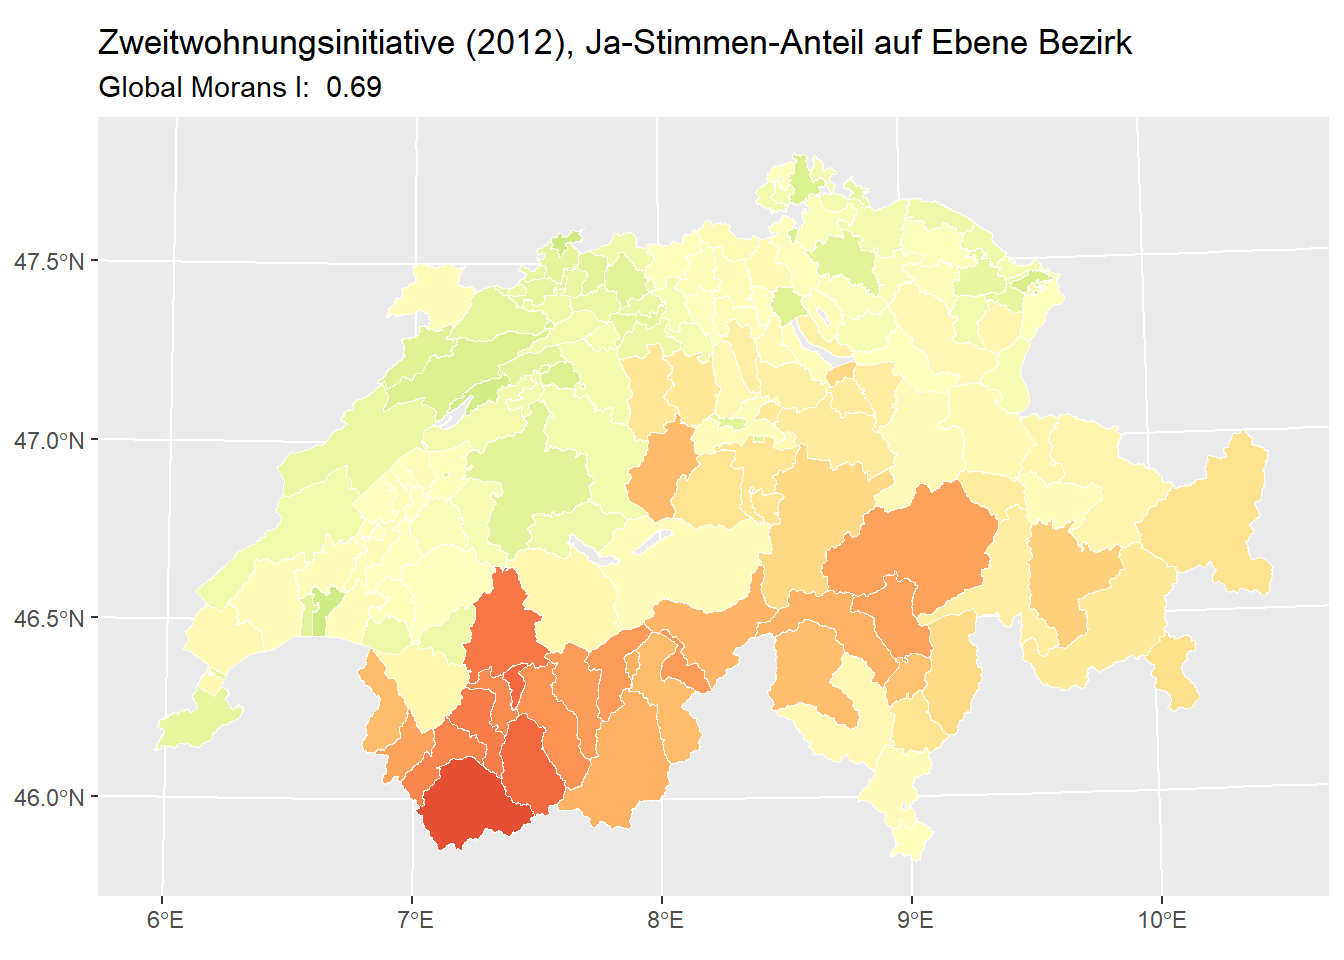 Zweitwohnungsinitiative (2012), Ja-Stimmen-Anteil auf Ebene Bezirk
Global Morans I:  0.69
47.5°N
47.0°N
46.5°N
46.0°N
6°E 7°E 8°E 9°E 10°E